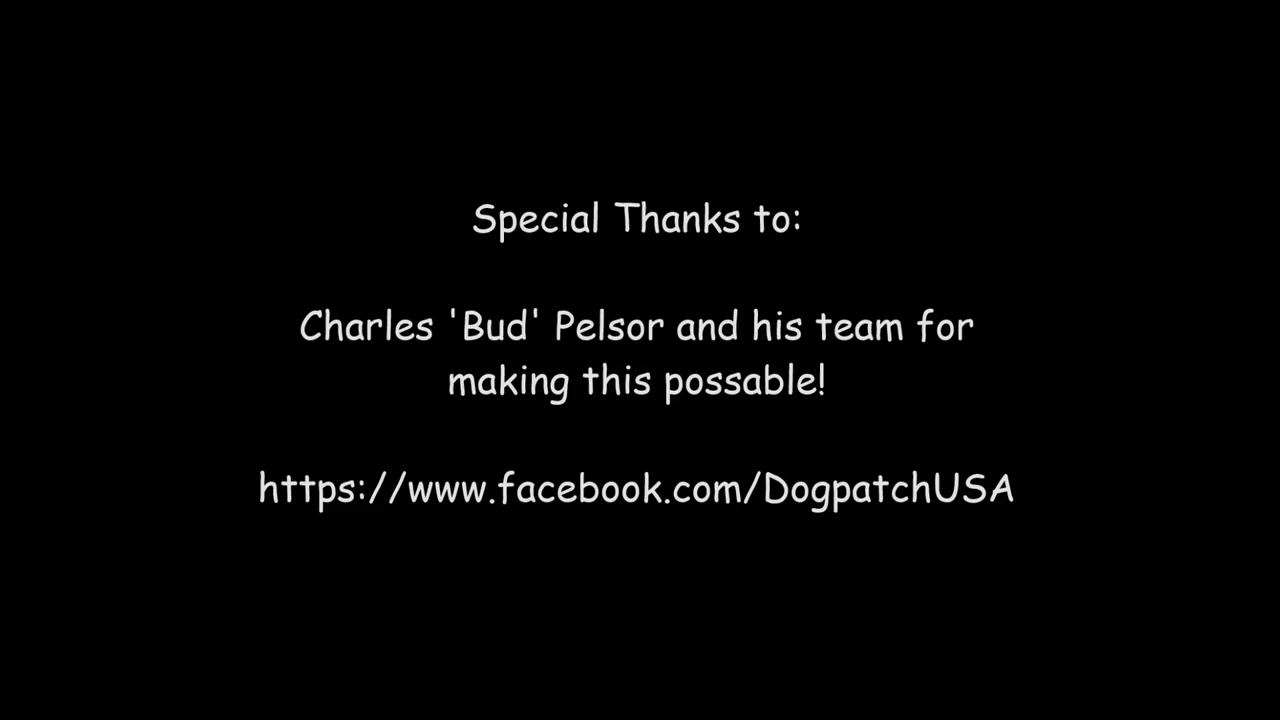 Special Thanks to:
Charles 'Bud' Pelsor and his team for
making this possable!
https://www.facebook.com/DogpatchUSA